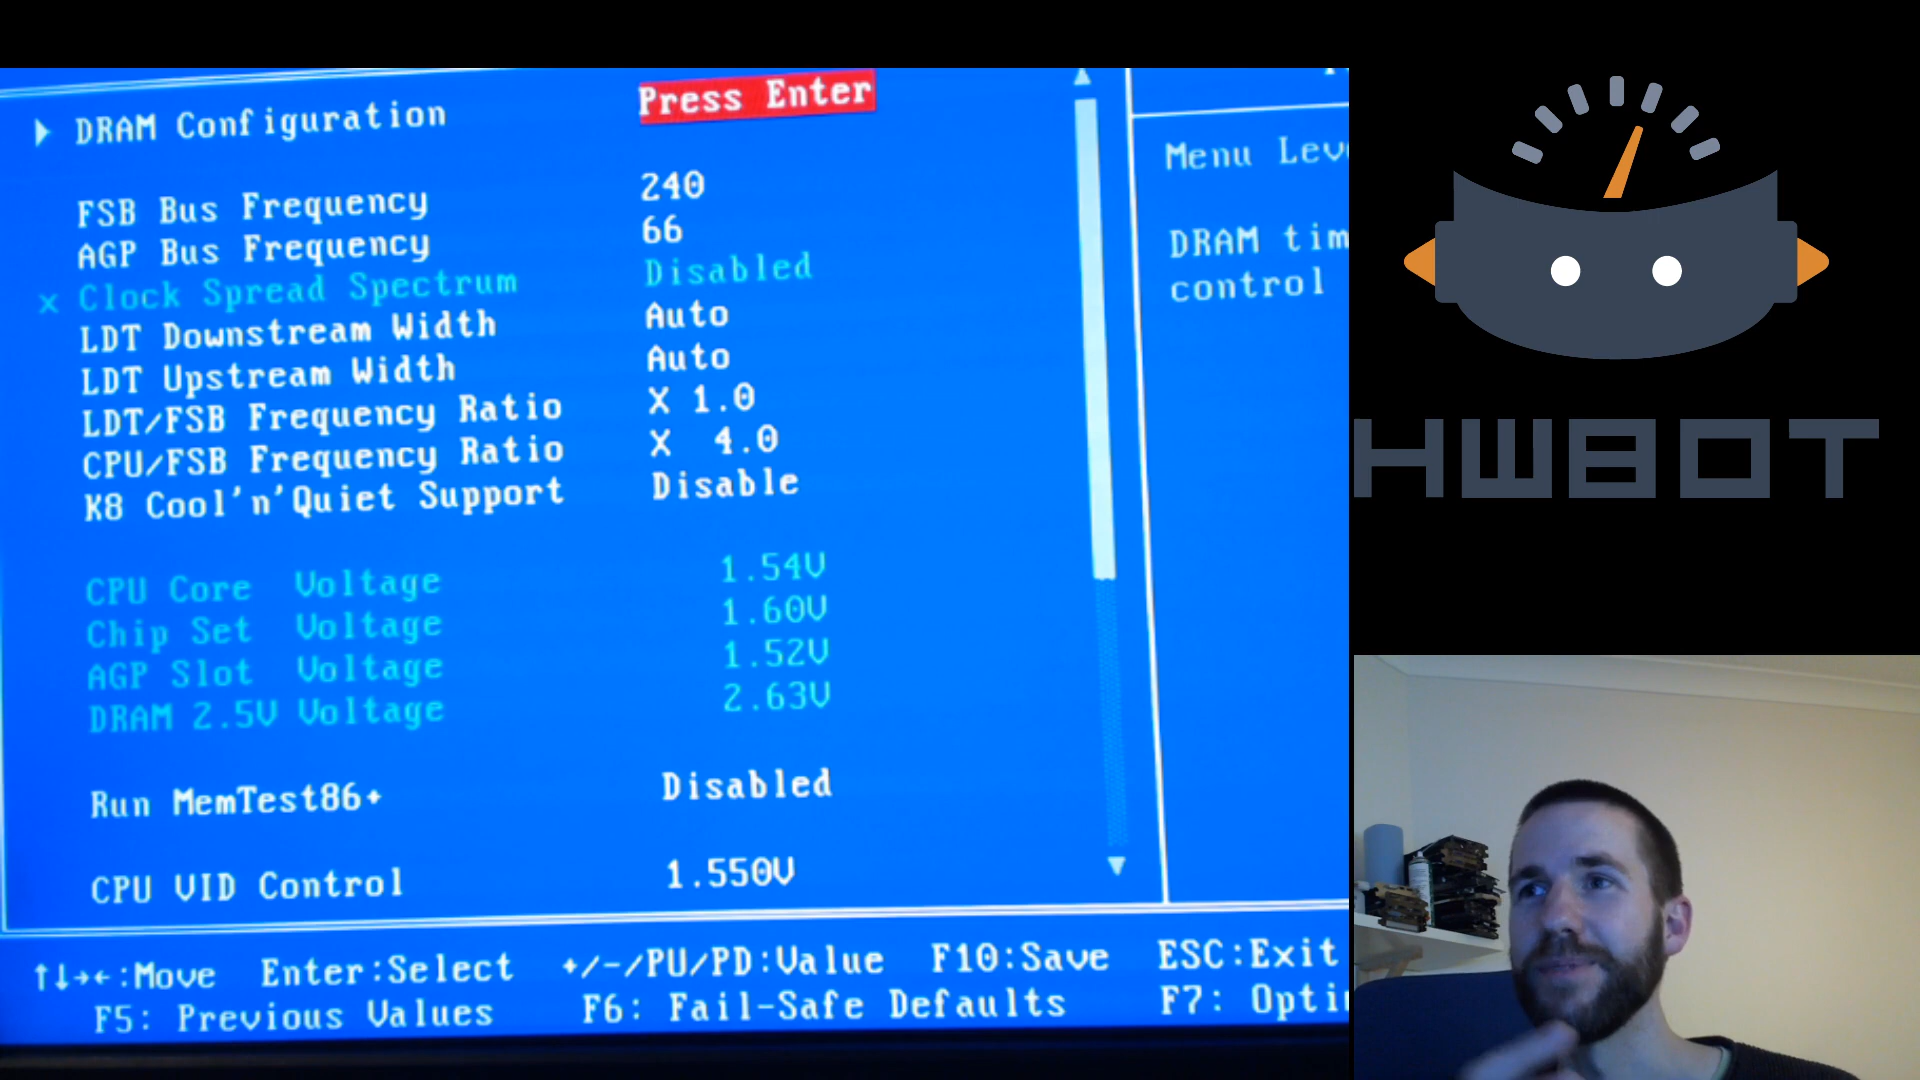 DRAM Configuration Press Enter
FSB Bus Frequency 240
AGP Bus Frequency 66
x Clock Spread Spectrum Disabled
LDT Downstream Width Auto
LDT Upstream Width Auto
LDT/FSB Frequency Ratio X 1.0
CPU/FSB Frequency Ratio X 4.0
K8 Cool'n'Quiet Support Disable
CPU Core Voltage 1.54V
Chip Set Voltage 1.60V
AGP Slot Voltage 1.52V
DRAM 2.5V Voltage 2.63V
Run MemTest86+ Disabled
CPU VID Control 1.550V
↑↓→←:Move Enter:Select +/-/PU/PD:Value F10:Save ESC:Exit
F5: Previous Values F6: Fail-Safe Defaults F7: Opti
Menu Lev
DRAM tim
control
HWBOT